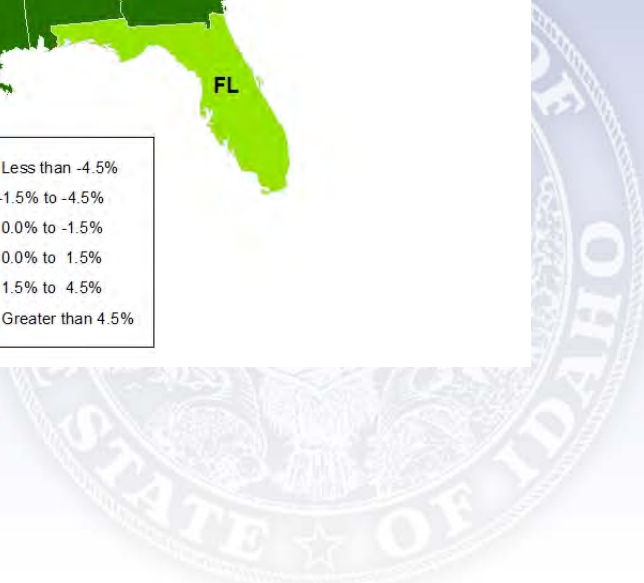 FL
Less than -4.5%
-1.5% to -4.5%
0.0% to -1.5%
0.0% to 1.5%
1.5% to 4.5%
Greater than 4.5%
STATE OF IDAHO
OF